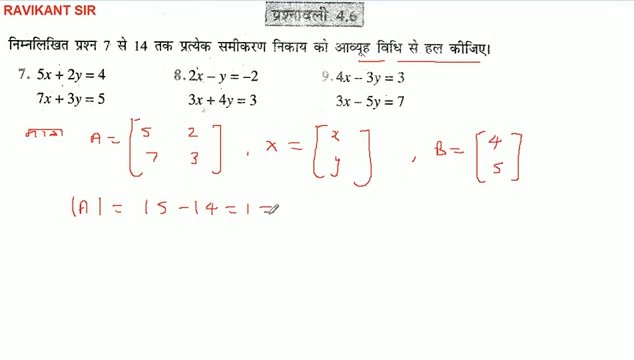 RAVIKANT SIR
प्रश्नावली 4.6
निम्नलिखित प्रश्न 7 से 14 तक प्रत्येक समीकरण निकाय को आव्यूह विधि से हल कीजिए।
7. 5x + 2y = 4 8. 2x – y = –2 9. 4x – 3y = 3
7x + 3y = 5 3x + 4y = 3 3x – 5y = 7
माना A = [5 2 , X = [x , B = [4
7 3] y] 5]
|A| = 15 - 14 = 1 =